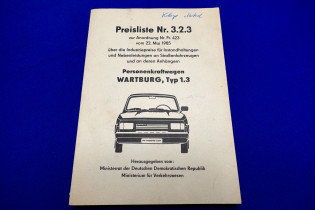 Preisliste Nr. 3.2.3
zur Anordnung Nr. Pr. 425
vom 22. Mai 1985
über die Industriepreise für Instandhaltungen
und Nebenleistungen an Straßenfahrzeugen
und an deren Anhängern
Personenkraftwagen
WARTBURG, Typ 1.3
Herausgegeben vom:
Ministerrat der Deutschen Demokratischen Republik
Ministerium für Verkehrswesen